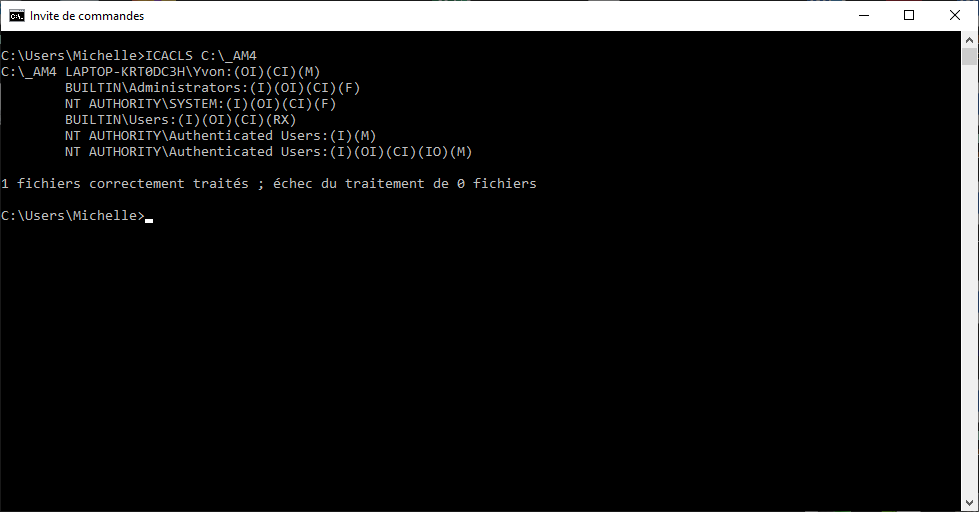 Invite de commandes
C:\Users\Michelle>ICACLS C:\_AM4
C:\_AM4 LAPTOP-KRT0DC3H\Yvon:(OI)(CI)(M)
BUILTIN\Administrators:(I)(OI)(CI)(F)
NT AUTHORITY\SYSTEM:(I)(OI)(CI)(F)
BUILTIN\Users:(I)(OI)(CI)(RX)
NT AUTHORITY\Authenticated Users:(I)(M)
NT AUTHORITY\Authenticated Users:(I)(OI)(CI)(IO)(M)
1 fichiers correctement traités ; échec du traitement de 0 fichiers
C:\Users\Michelle>